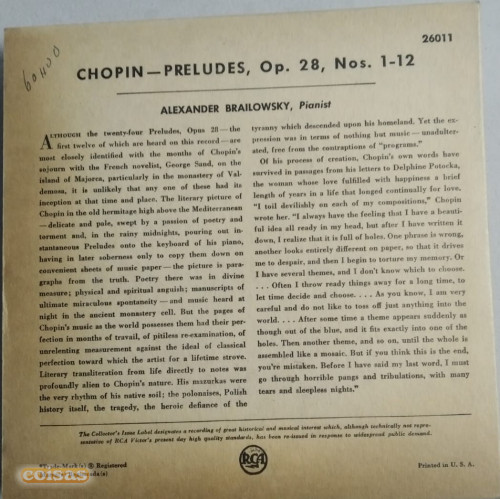 26011
60400
CHOPIN—PRELUDES, Op. 28, Nos. 1-12
ALEXANDER BRAILOWSKY, Pianist
ALTHOUGH the twenty-four Preludes, Opus 28—the
first twelve of which are heard on this record—are
most closely identified with the months of Chopin's
sojourn with the French novelist, George Sand, on the
island of Majorca, particularly in the monastery of Val-
demosa, it is unlikely that any one of these had its
inception at that time and place. The literary picture of
Chopin in the old hermitage high above the Mediterranean
—delicate and pale, swept by a passion of poetry and
torment and, in the rainy midnights, pouring out in-
stantaneous Preludes onto the keyboard of his piano,
having in later soberness only to copy them down on
convenient sheets of music paper—the picture is para-
graphs from the truth. Poetry there was in divine
measure; physical and spiritual anguish; manuscripts of
ultimate miraculous spontaneity—and music heard at
night in the ancient monastery cell. But the pages of
Chopin's music as the world possesses them had their per-
fection in months of travail, of pitiless re-examination, of
unrelenting measurement against the ideal of classical
perfection toward which the artist for a lifetime strove.
Literary transliteration from life directly to notes was
profoundly alien to Chopin's nature. His mazurkas were
the very rhythm of his native soil; the polonaises, Polish
history itself, the tragedy, the heroic defiance of the
tyranny which descended upon his homeland. Yet the ex-
pression was in terms of nothing but music—unadulter-
ated, free from the contraptions of "programs."
Of his process of creation, Chopin's own words have
survived in passages from his letters to Delphine Potocka,
the woman whose love fulfilled with happiness a brief
length of years in a life that longed continually for love.
"I toil devilishly on each of my compositions," Chopin
wrote her. "I always have the feeling that I have a beauti-
ful idea all ready in my head, but after I have written it
down, I realize that it is full of holes. One phrase is wrong,
another looks entirely different on paper, so that it drives
me to despair, and then I begin to torture my memory. Or
I have several themes, and I don't know which to choose.
. . . Often I throw ready things away for a long time, to
let time decide and choose. . . . As you know, I am very
careful and do not like to toss off just anything into the
world. . . . After some time a theme appears suddenly as
though out of the blue, and it fits exactly into one of the
holes. Then another theme, and so on, until the whole is
assembled like a mosaic. But if you think this is the end,
you're mistaken. Before I have said my last word, I must
go through horrible pangs and tribulations, with many
tears and sleepless nights."
The Collector's Issue Label designates a recording of great historical and musical interest which, although technically not repre-
sentative of RCA Victor's present day high quality standards, has been re-issued in response to widespread public demand.
RCA
® Registered
Printed in U. S. A.
coisas